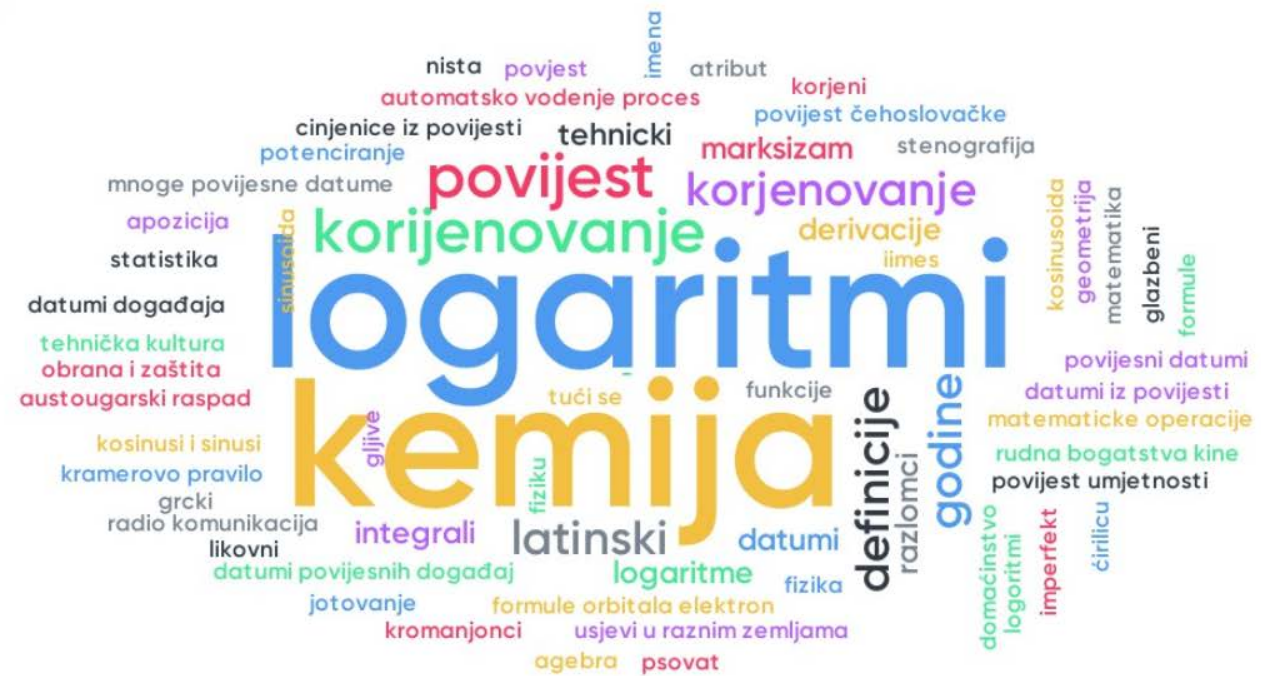 imena
nista
povjest
atribut
automatsko vođenje proces
korjeni
povijest čehoslovačke
cinjenice iz povijesti
tehnicki
potenciranje
marksizam
stenografija
mnoge povijesne datume
povijest
korjenovanje
apozicija
sinusoida
korijenovanje
derivacije
kosinusoida
geometrija
matematika
glazbeni
formule
statistika
iimes
logaritmi
datumi događaja
tehnička kultura
povijesni datumi
obrana i zaštita
austougarski raspad
kemija
tući se
funkcije
definicije
godine
datumi iz povijesti
matematicke operacije
gljive
kosinusi i sinusi
kramerovo pravilo
fiziku
razlomci
rudna bogatstva kine
povijest umjetnosti
grcki
radio komunikacija
integrali
latinski
datumi
likovni
domaćinstvo
logoritmi
imperfekt
ćirilicu
datumi povijesnih događaj
logaritme
fizika
jotovanje
formule orbitala elektron
kromanjonci
usjevi u raznim zemljama
agebra
psovat